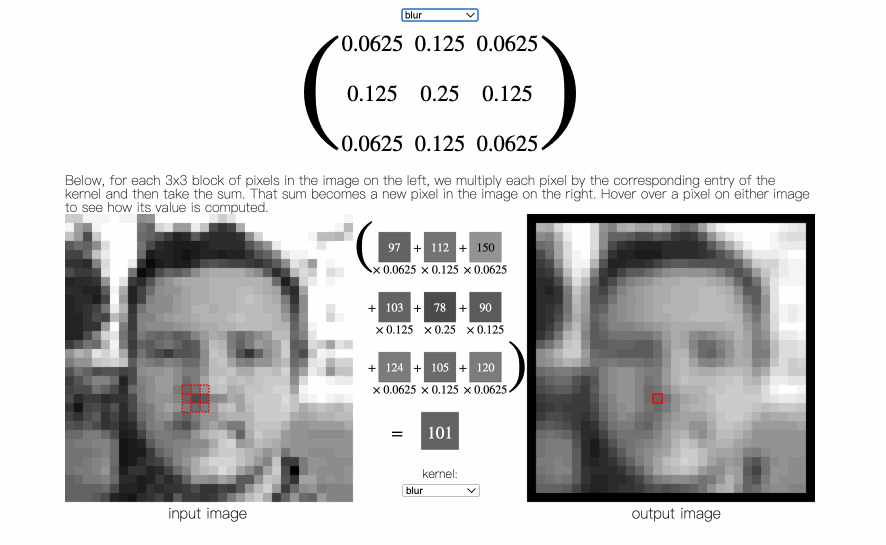 blur
0.0625 0.125 0.0625
0.125 0.25 0.125
0.0625 0.125 0.0625
Below, for each 3x3 block of pixels in the image on the left, we multiply each pixel by the corresponding entry of the
kernel and then take the sum. That sum becomes a new pixel in the image on the right. Hover over a pixel on either image
to see how its value is computed.
( 97 + 112 + 150
× 0.0625 × 0.125 × 0.0625
+ 103 + 78 + 90
× 0.125 × 0.25 × 0.125
+ 124 + 105 + 120 )
× 0.0625 × 0.125 × 0.0625
= 101
kernel:
blur
input image
output image